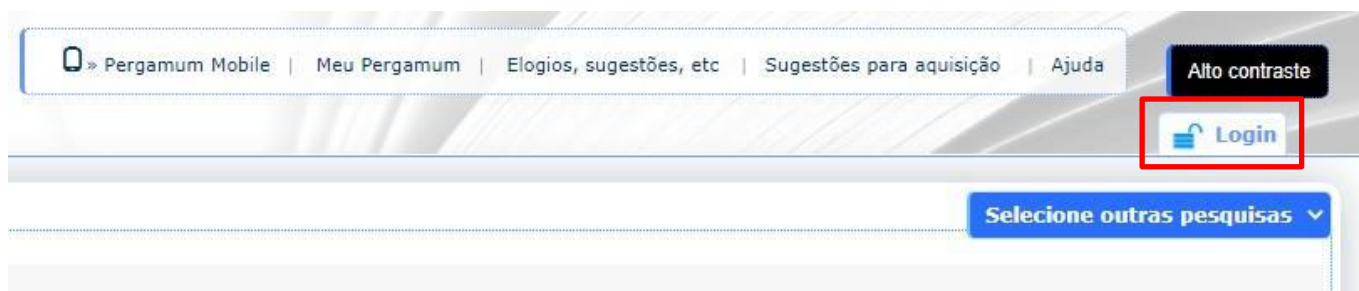 » Pergamum Mobile | Meu Pergamum | Elogios, sugestões, etc | Sugestões para aquisição | Ajuda
Alto contraste
Login
Selecione outras pesquisas